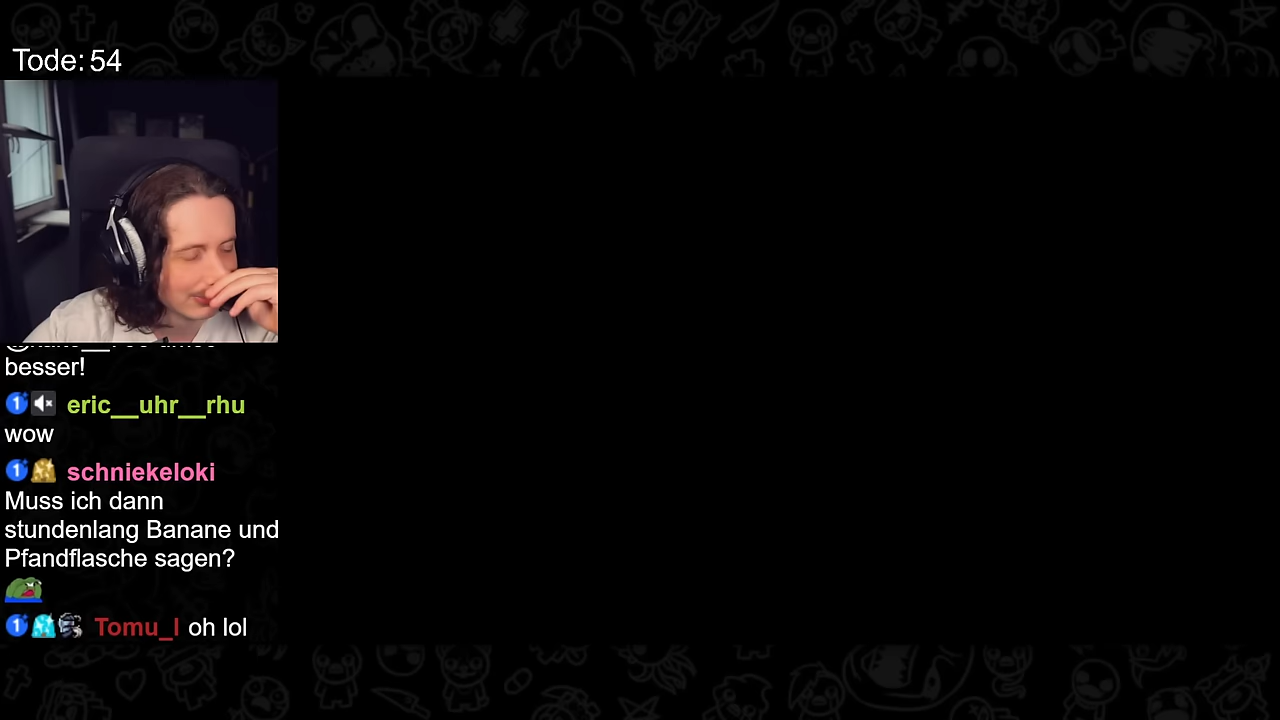 Tode: 54
besser!
eric__uhr__rhu
wow
schniekeloki
Muss ich dann
stundenlang Banane und
Pfandflasche sagen?
Tomu_l oh lol